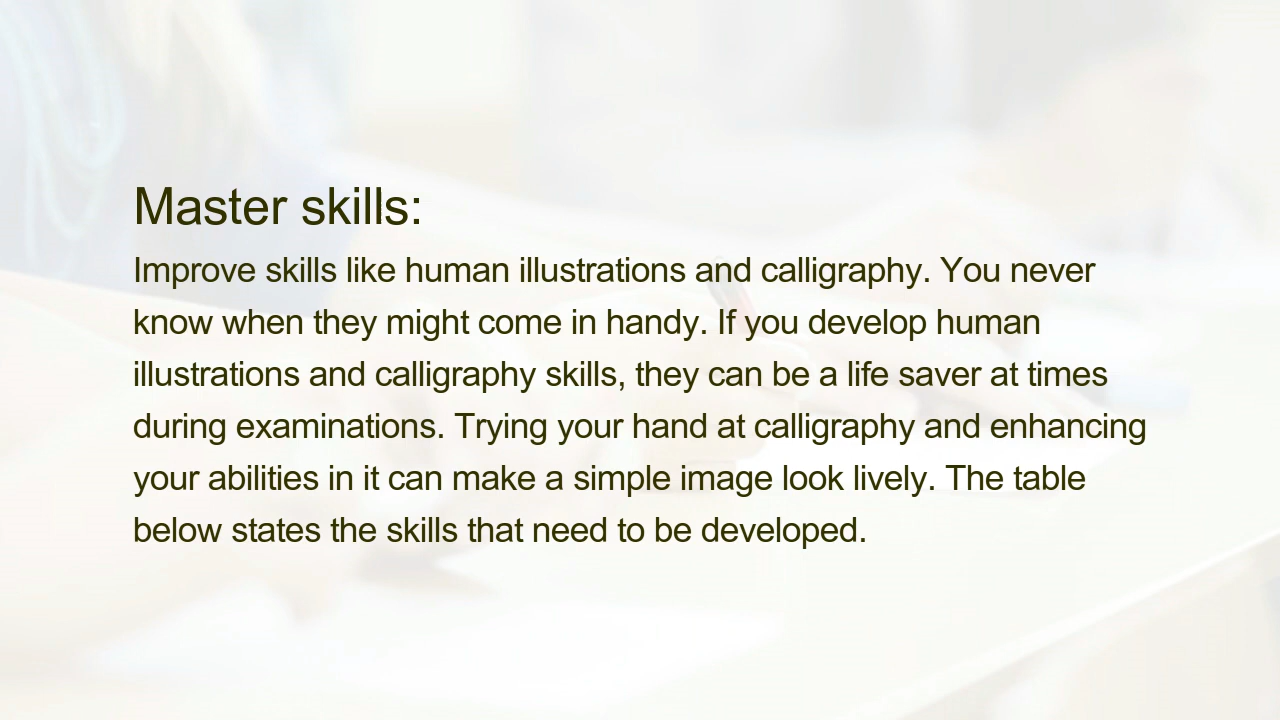 Master skills:
Improve skills like human illustrations and calligraphy. You never
know when they might come in handy. If you develop human
illustrations and calligraphy skills, they can be a life saver at times
during examinations. Trying your hand at calligraphy and enhancing
your abilities in it can make a simple image look lively. The table
below states the skills that need to be developed.